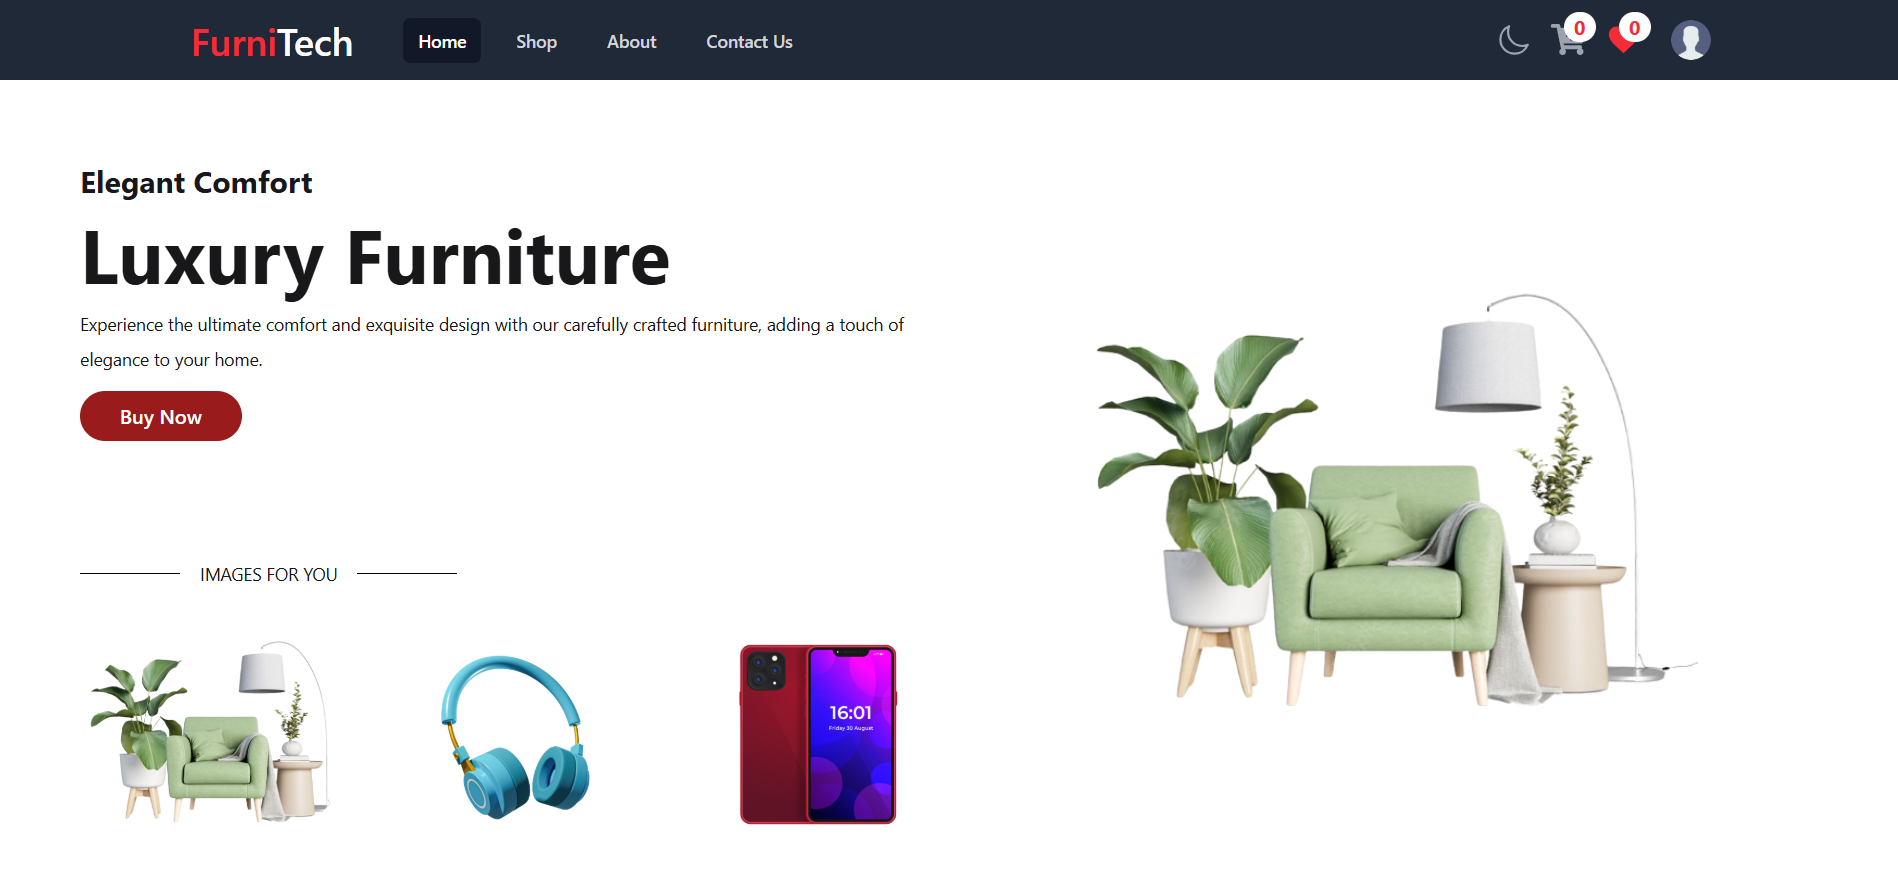 FurniTech
Home
Shop
About
Contact Us
0
0
Elegant Comfort
Luxury Furniture
Experience the ultimate comfort and exquisite design with our carefully crafted furniture, adding a touch of
elegance to your home.
Buy Now
IMAGES FOR YOU
16:01
Friday 30 August